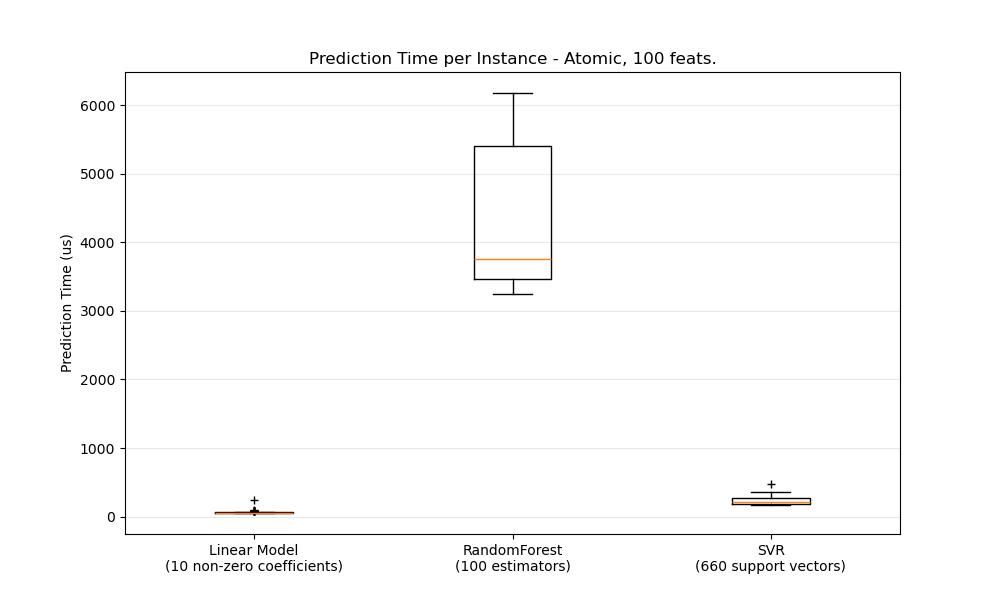 Prediction Time per Instance - Atomic, 100 feats.
Prediction Time (us)
6000
5000
4000
3000
2000
1000
0
Linear Model
(10 non-zero coefficients)
RandomForest
(100 estimators)
SVR
(660 support vectors)